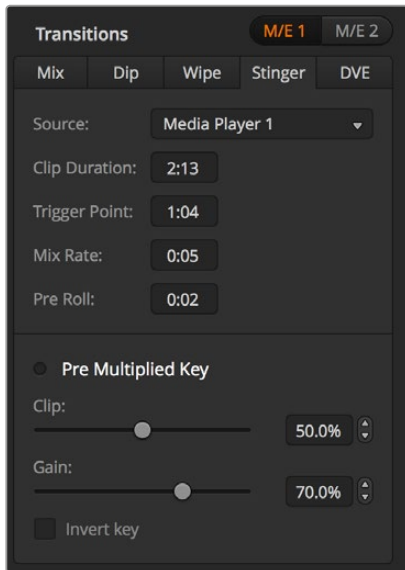 Transitions M/E 1 M/E 2
Mix Dip Wipe Stinger DVE
Source: Media Player 1
Clip Duration: 2:13
Trigger Point: 1:04
Mix Rate: 0:05
Pre Roll: 0:02
Pre Multiplied Key
Clip:
50.0%
Gain:
70.0%
Invert key